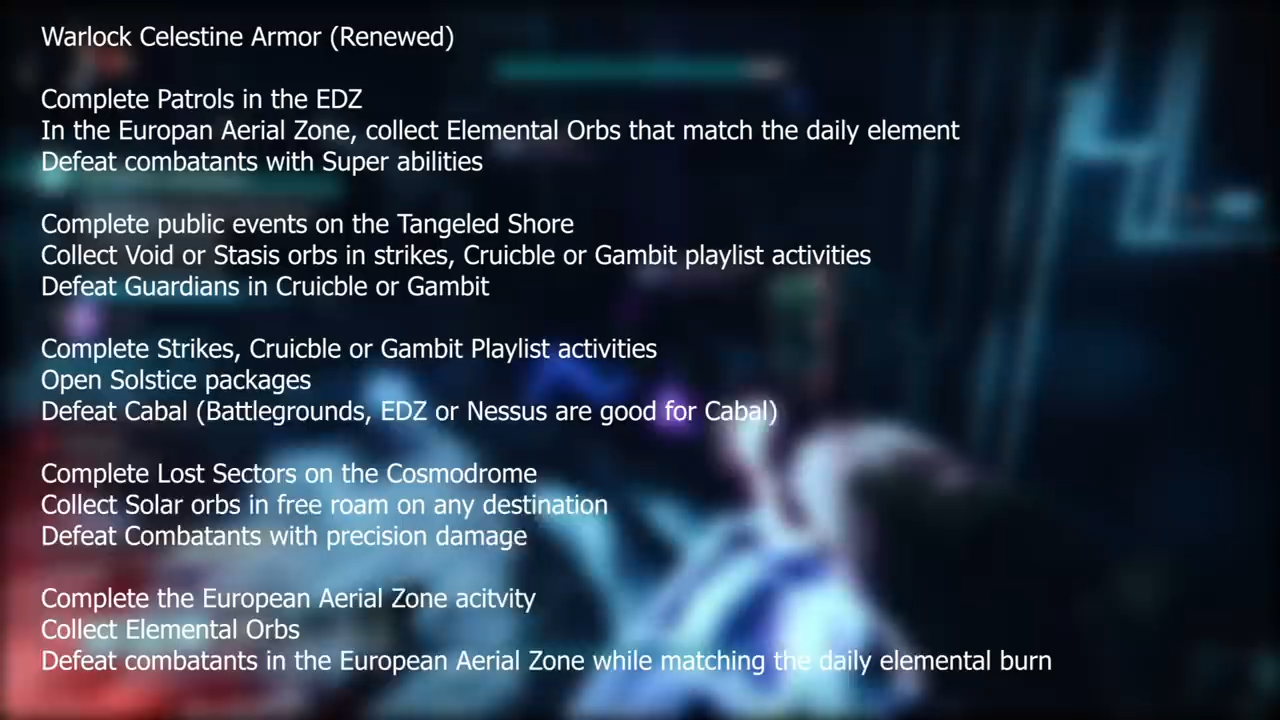 Warlock Celestine Armor (Renewed)
Complete Patrols in the EDZ
In the Europan Aerial Zone, collect Elemental Orbs that match the daily element
Defeat combatants with Super abilities
Complete public events on the Tangeled Shore
Collect Void or Stasis orbs in strikes, Cruicble or Gambit playlist activities
Defeat Guardians in Cruicble or Gambit
Complete Strikes, Cruicble or Gambit Playlist activities
Open Solstice packages
Defeat Cabal (Battlegrounds, EDZ or Nessus are good for Cabal)
Complete Lost Sectors on the Cosmodrome
Collect Solar orbs in free roam on any destination
Defeat Combatants with precision damage
Complete the European Aerial Zone acitvity
Collect Elemental Orbs
Defeat combatants in the European Aerial Zone while matching the daily elemental burn